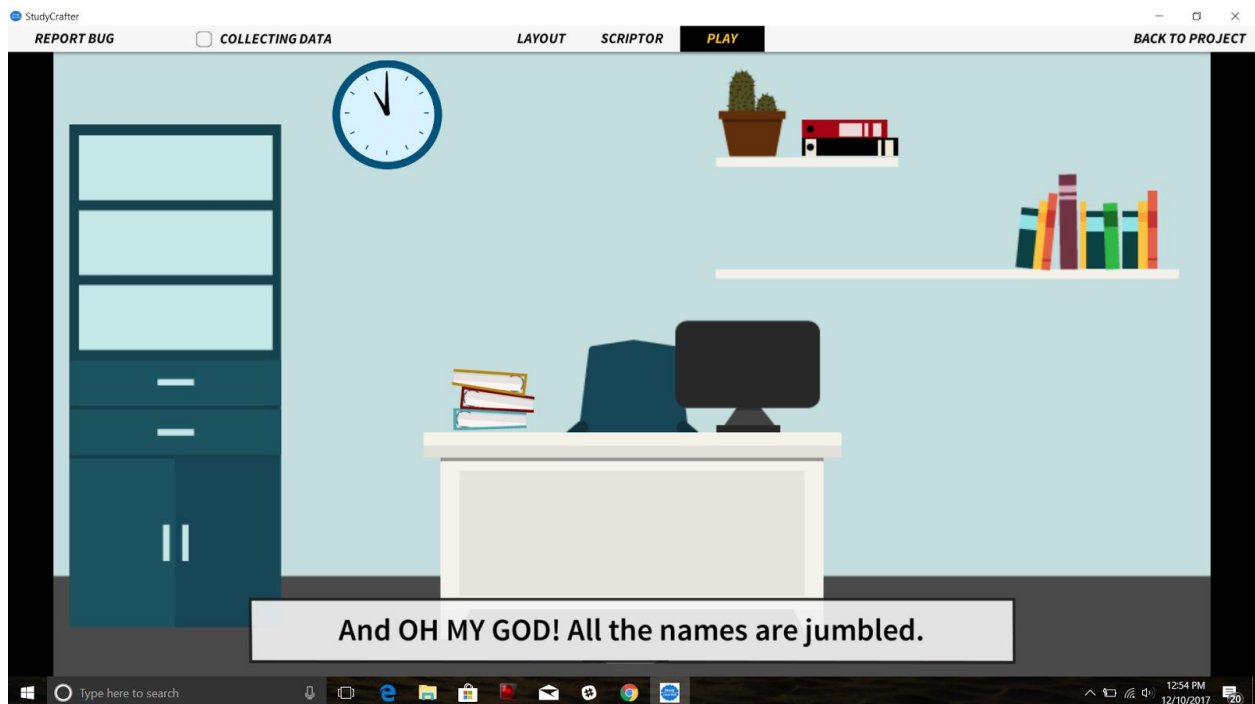 StudyCrafter
REPORT BUG COLLECTING DATA LAYOUT SCRIPTOR PLAY BACK TO PROJECT
And OH MY GOD! All the names are jumbled.
Type here to search
12:54 PM
12/10/2017
20